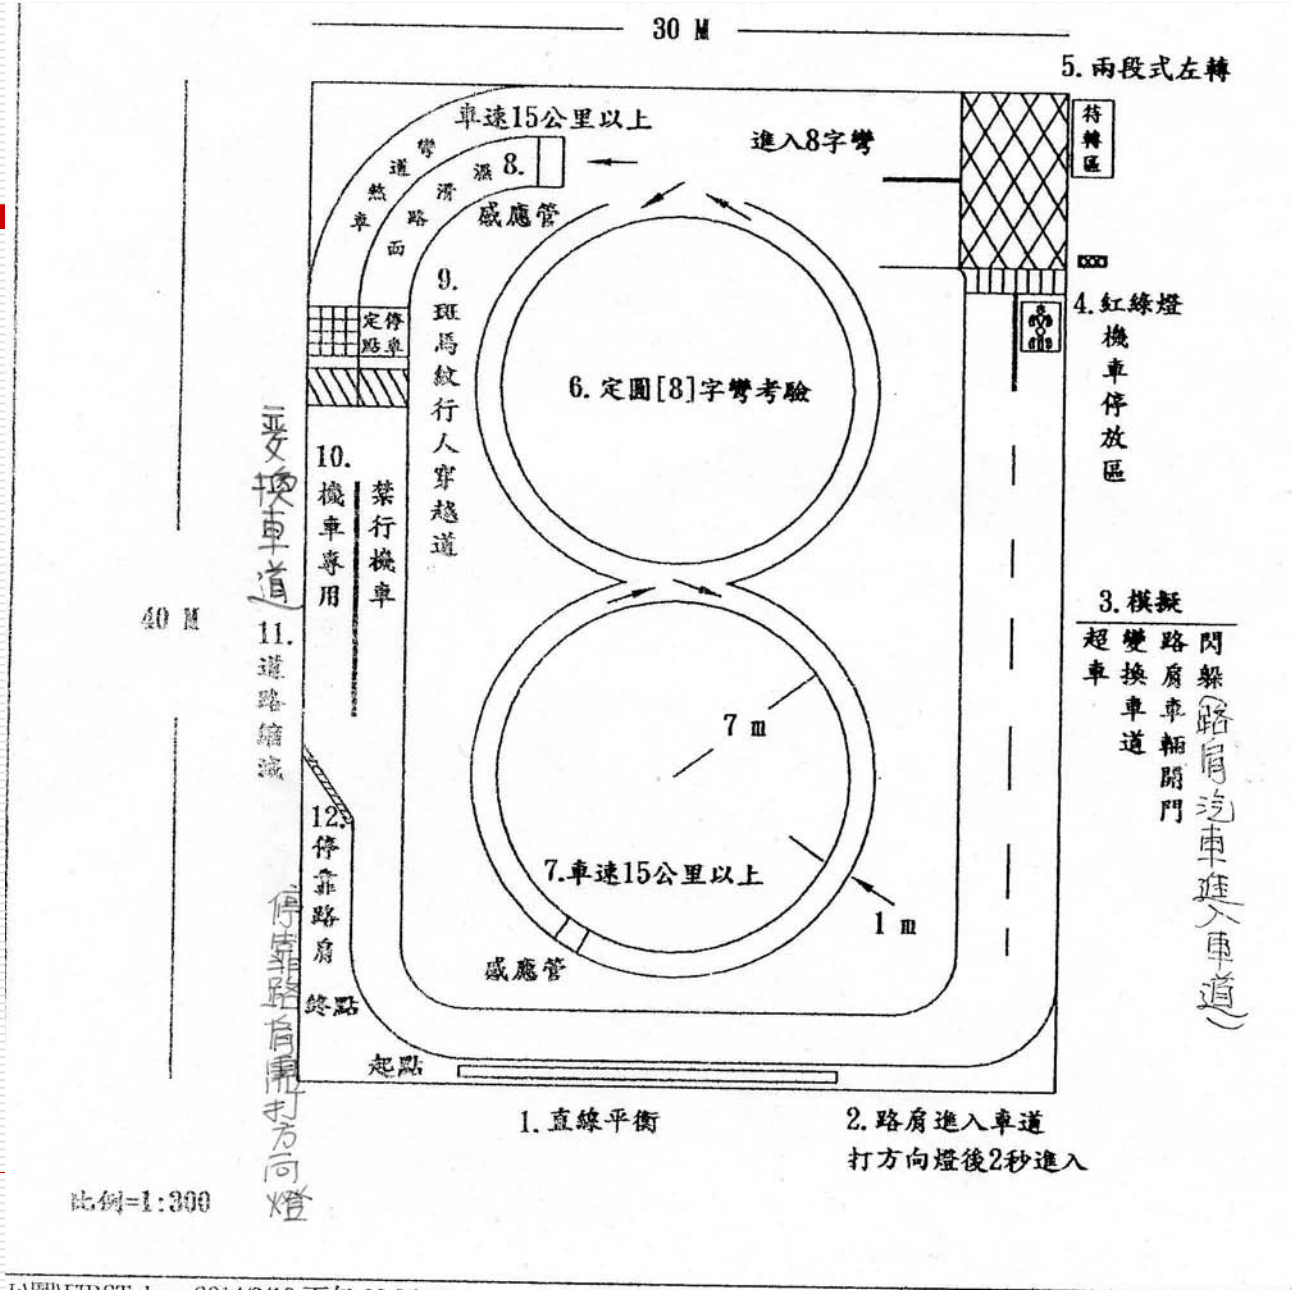 30 M
5. 兩段式左轉
車速15公里以上
進入8字彎
待轉區
彎道煞車
濕滑路面
8.
感應管
9. 斑馬紋行人穿越道
定點停車
4. 紅綠燈
機車停放區
6. 定圓[8]字彎考驗
10. 機車專用
禁行機車
變換車道
40 M
11. 道路縮減
3. 模擬
閃躲(路肩汽車進入車道)
路肩車輛開門
變換車道
超車
7 m
7. 車速15公里以上
1 m
感應管
12. 停靠路肩
停靠路肩需打方向燈
終點
起點
1. 直線平衡
2. 路肩進入車道
打方向燈後2秒進入
比例=1:300